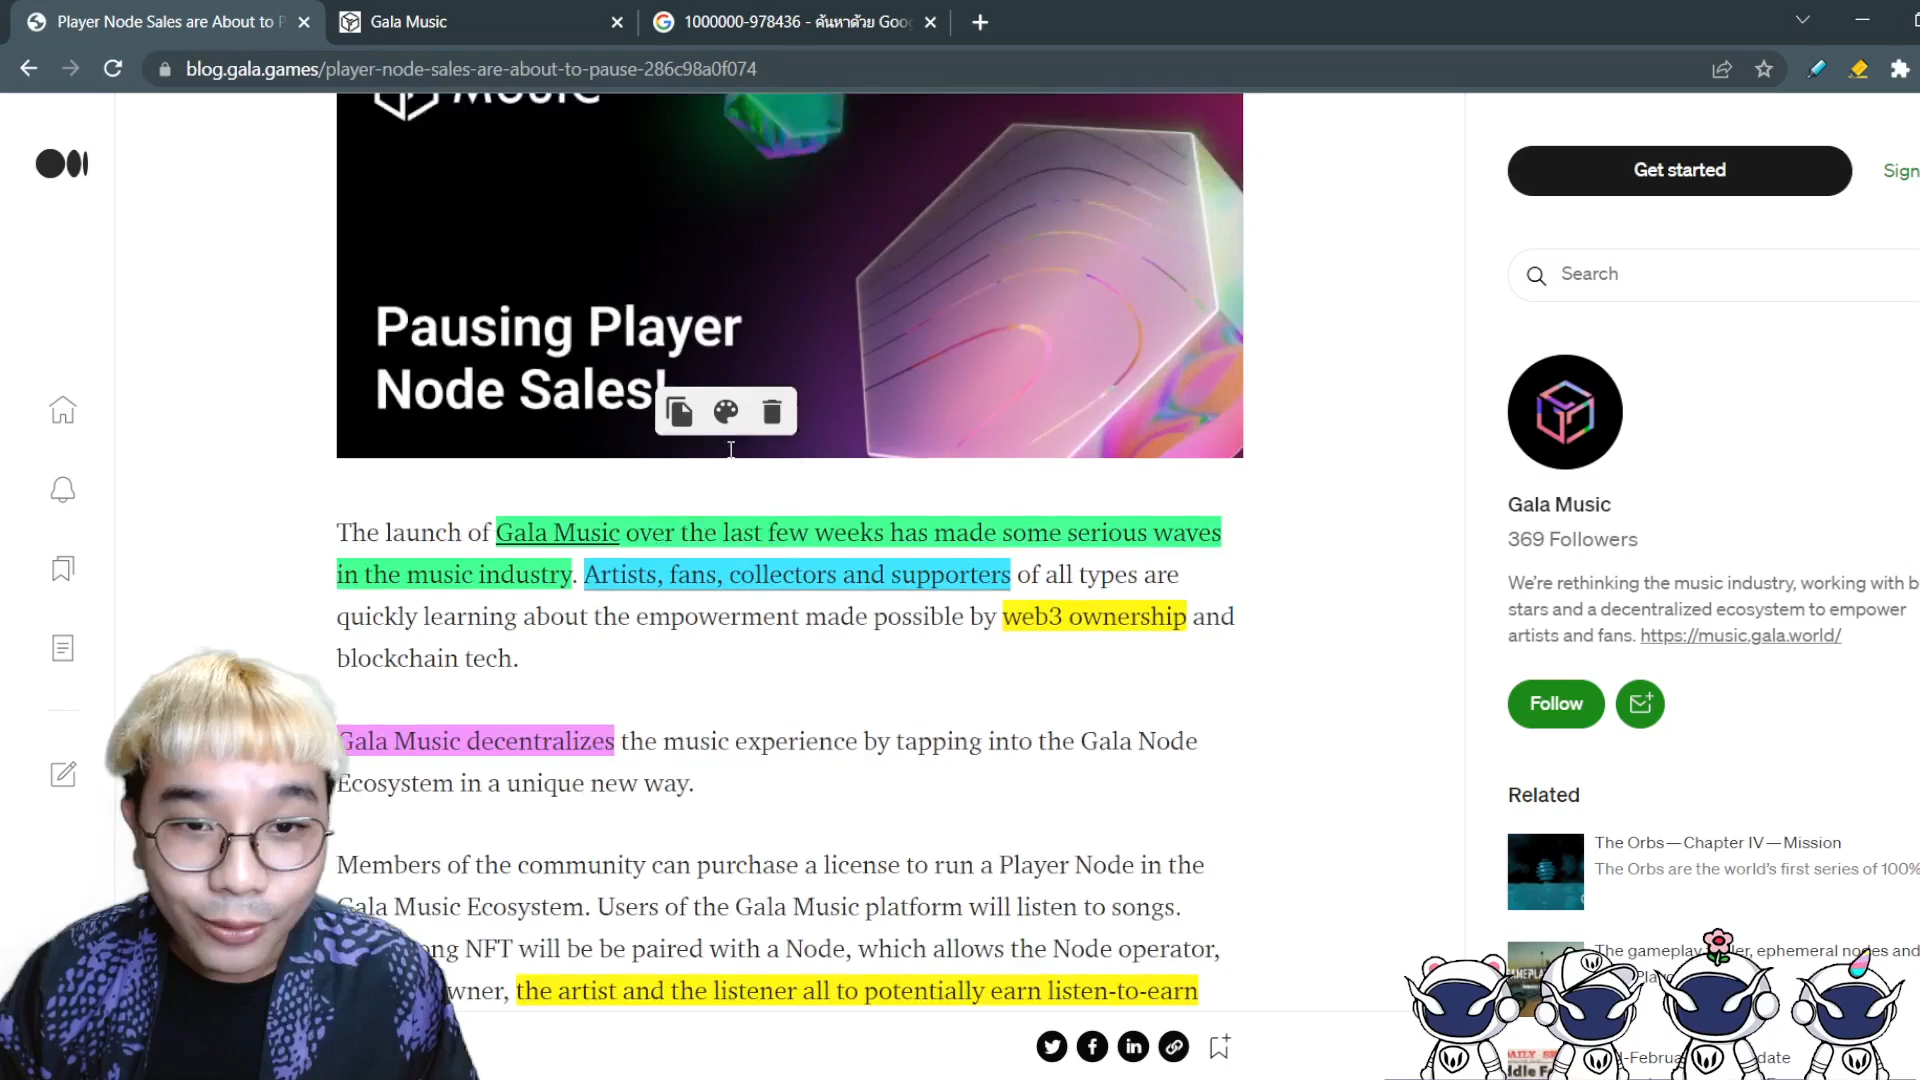 Player Node Sales are About to P
Gala Music
1000000-978436 - ค้นหาด้วย Goog
blog.gala.games/player-node-sales-are-about-to-pause-286c98a0f074
MUSIC
Pausing Player
Node Sales!
The launch of Gala Music over the last few weeks has made some serious waves
in the music industry. Artists, fans, collectors and supporters of all types are
quickly learning about the empowerment made possible by web3 ownership and
blockchain tech.
Gala Music decentralizes the music experience by tapping into the Gala Node
Ecosystem in a unique new way.
Members of the community can purchase a license to run a Player Node in the
Gala Music Ecosystem. Users of the Gala Music platform will listen to songs.
ong NFT will be be paired with a Node, which allows the Node operator,
wner, the artist and the listener all to potentially earn listen-to-earn
Get started
Sign
Search
Gala Music
369 Followers
We're rethinking the music industry, working with b
stars and a decentralized ecosystem to empower
artists and fans. https://music.gala.world/
Follow
Related
The Orbs — Chapter IV — Mission
The Orbs are the world's first series of 100%
The gameplay ler, ephemeral nodes and
Play
d-Februa date